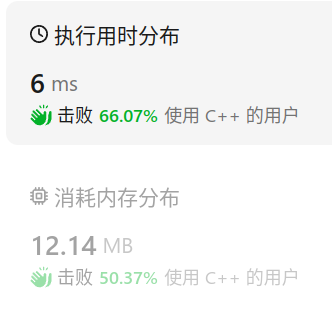 执行用时分布
6 ms
击败 66.07% 使用 C++ 的用户
消耗内存分布
12.14 MB
击败 50.37% 使用 C++ 的用户